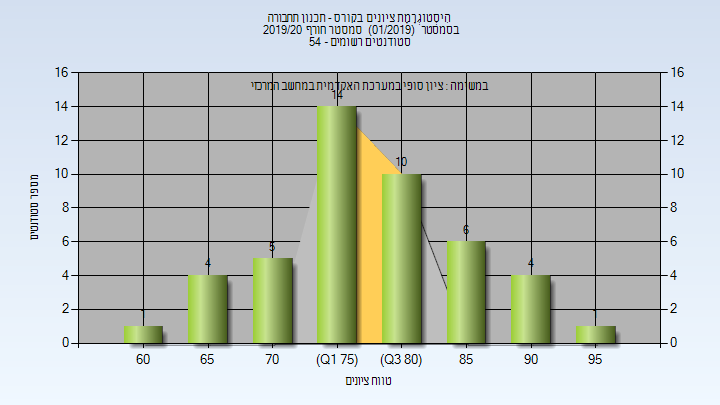 היסטוגרמת ציונים בקורס - תכנון תחבורה
בסמסטר (01/2019) סמסטר חורף 2019/20
סטודנטים רשומים - 54
במשימה : ציון סופי במערכת האקדמית במחשב המרכזי
מספר סטודנטים
16 16
14 14
12 12
10 10
8 8
6 6
4 4
2 2
0 0
1 4 5 14 10 6 4 1
60 65 70 (Q1 75) (Q3 80) 85 90 95
טווח ציונים